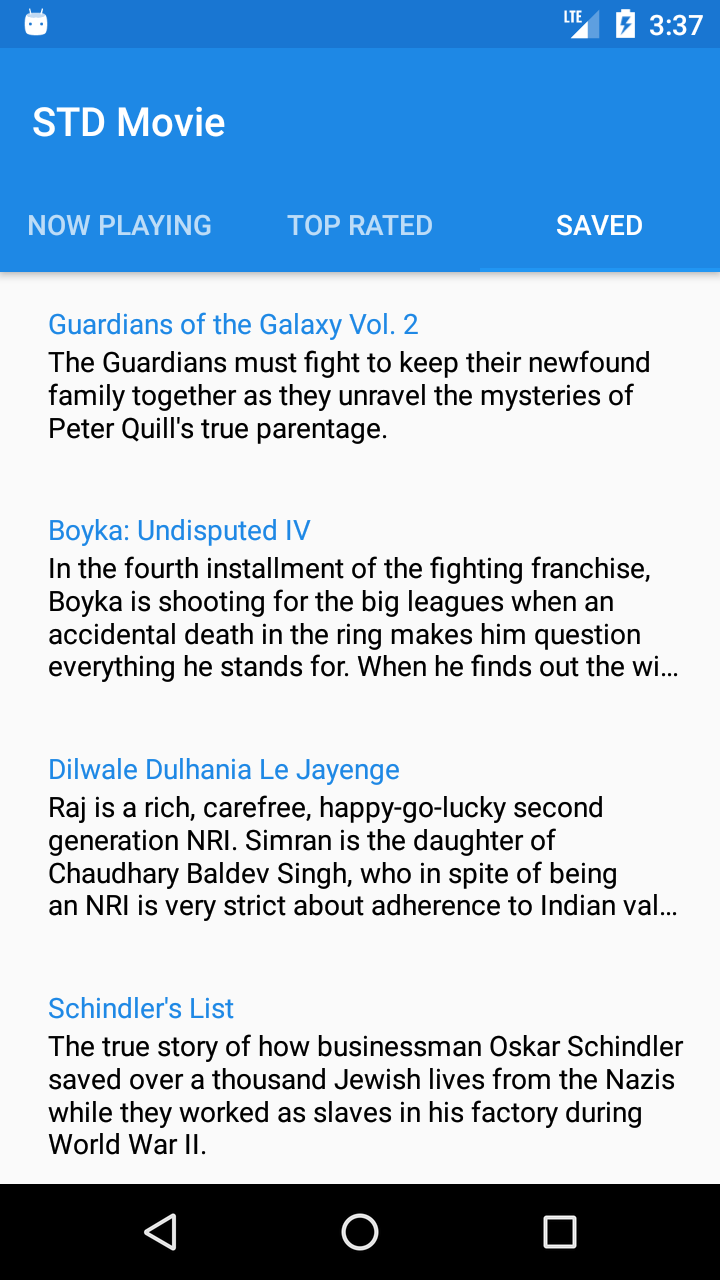 LTE 3:37
STD Movie
NOW PLAYING TOP RATED SAVED
Guardians of the Galaxy Vol. 2
The Guardians must fight to keep their newfound
family together as they unravel the mysteries of
Peter Quill's true parentage.
Boyka: Undisputed IV
In the fourth installment of the fighting franchise,
Boyka is shooting for the big leagues when an
accidental death in the ring makes him question
everything he stands for. When he finds out the wi...
Dilwale Dulhania Le Jayenge
Raj is a rich, carefree, happy-go-lucky second
generation NRI. Simran is the daughter of
Chaudhary Baldev Singh, who in spite of being
an NRI is very strict about adherence to Indian val...
Schindler's List
The true story of how businessman Oskar Schindler
saved over a thousand Jewish lives from the Nazis
while they worked as slaves in his factory during
World War II.